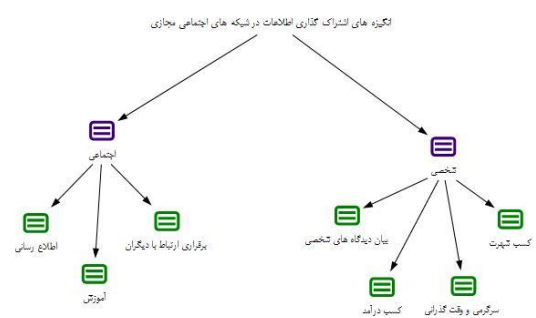 انگیزه های اشتراک گذاری اطلاعات در شبکه های اجتماعی مجازی
شخصی
اجتماعی
کسب شهرت
سرگرمی و وقت گذرانی
کسب درآمد
بیان دیدگاه های شخصی
برقراری ارتباط با دیگران
آموزش
اطلاع رسانی